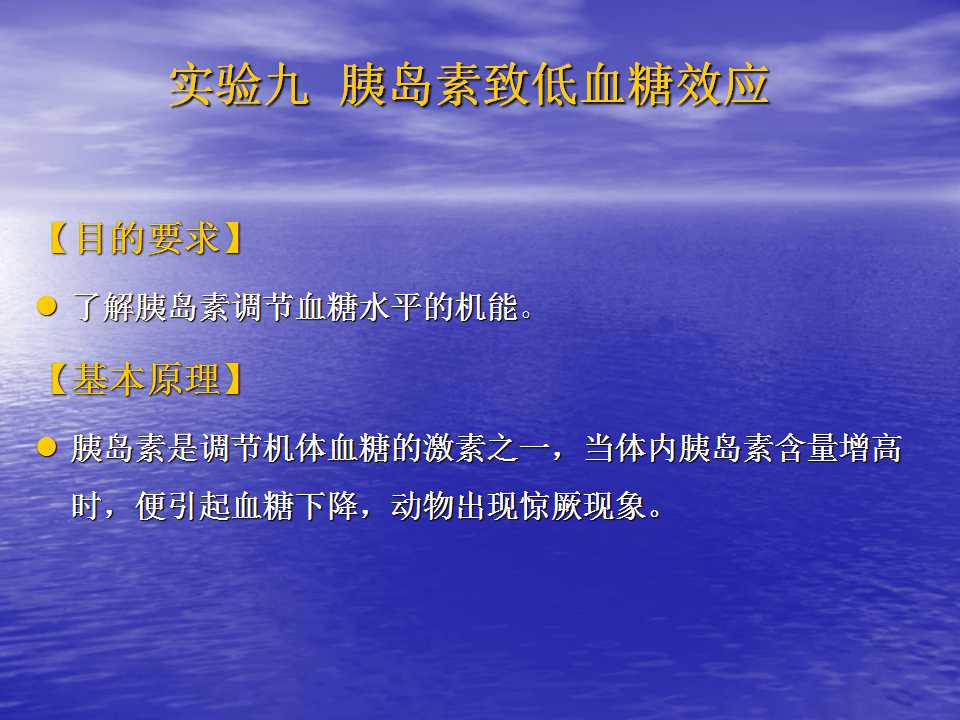 实验九 胰岛素致低血糖效应
【目的要求】
了解胰岛素调节血糖水平的机能。
【基本原理】
胰岛素是调节机体血糖的激素之一，当体内胰岛素含量增高
时，便引起血糖下降，动物出现惊厥现象。